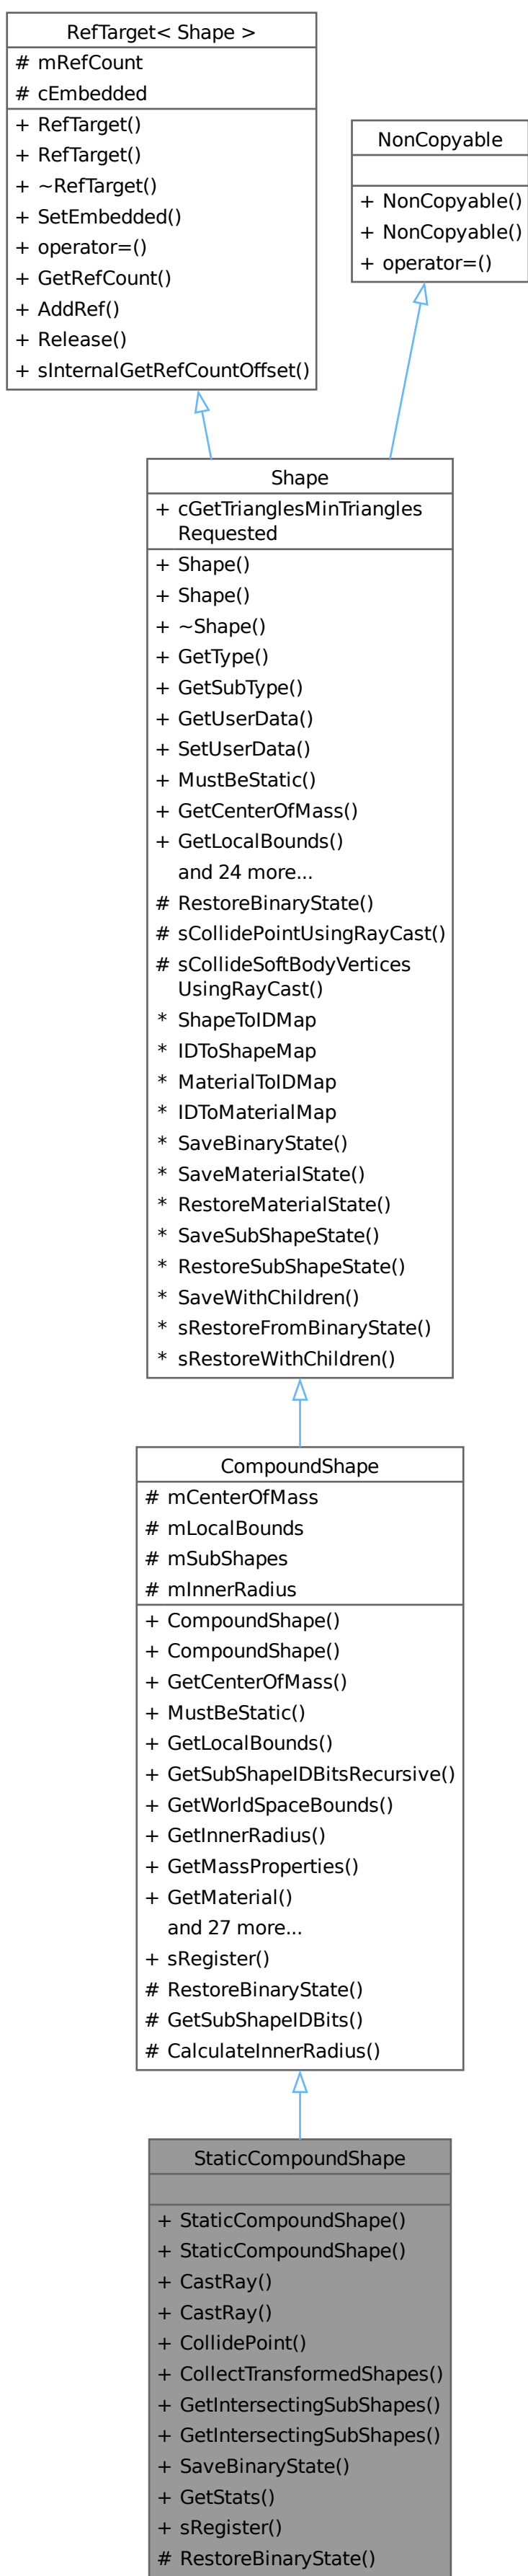 RefTarget< Shape >
# mRefCount
# cEmbedded
+ RefTarget()
+ RefTarget()
+ ~RefTarget()
+ SetEmbedded()
+ operator=()
+ GetRefCount()
+ AddRef()
+ Release()
+ sInternalGetRefCountOffset()
NonCopyable
+ NonCopyable()
+ NonCopyable()
+ operator=()
Shape
+ cGetTrianglesMinTriangles
Requested
+ Shape()
+ Shape()
+ ~Shape()
+ GetType()
+ GetSubType()
+ GetUserData()
+ SetUserData()
+ MustBeStatic()
+ GetCenterOfMass()
+ GetLocalBounds()
and 24 more...
# RestoreBinaryState()
# sCollidePointUsingRayCast()
# sCollideSoftBodyVertices
UsingRayCast()
* ShapeToIDMap
* IDToShapeMap
* MaterialToIDMap
* IDToMaterialMap
* SaveBinaryState()
* SaveMaterialState()
* RestoreMaterialState()
* SaveSubShapeState()
* RestoreSubShapeState()
* SaveWithChildren()
* sRestoreFromBinaryState()
* sRestoreWithChildren()
CompoundShape
# mCenterOfMass
# mLocalBounds
# mSubShapes
# mInnerRadius
+ CompoundShape()
+ CompoundShape()
+ GetCenterOfMass()
+ MustBeStatic()
+ GetLocalBounds()
+ GetSubShapeIDBitsRecursive()
+ GetWorldSpaceBounds()
+ GetInnerRadius()
+ GetMassProperties()
+ GetMaterial()
and 27 more...
+ sRegister()
# RestoreBinaryState()
# GetSubShapeIDBits()
# CalculateInnerRadius()
StaticCompoundShape
+ StaticCompoundShape()
+ StaticCompoundShape()
+ CastRay()
+ CastRay()
+ CollidePoint()
+ CollectTransformedShapes()
+ GetIntersectingSubShapes()
+ GetIntersectingSubShapes()
+ SaveBinaryState()
+ GetStats()
+ sRegister()
# RestoreBinaryState()